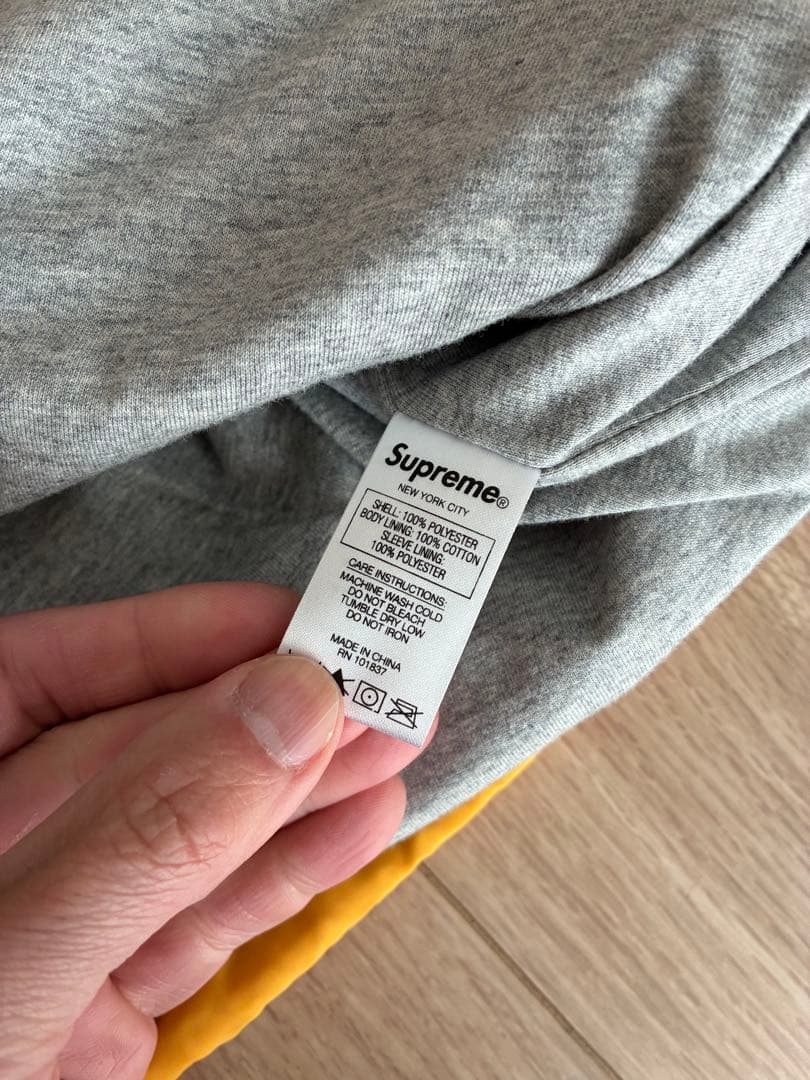 Supreme®
NEW YORK CITY
SHELL: 100% POLYESTER
BODY LINING: 100% COTTON
SLEEVE LINING:
100% POLYESTER
CARE INSTRUCTIONS:
MACHINE WASH COLD
DO NOT BLEACH
TUMBLE DRY LOW
DO NOT IRON
MADE IN CHINA
RN 101837